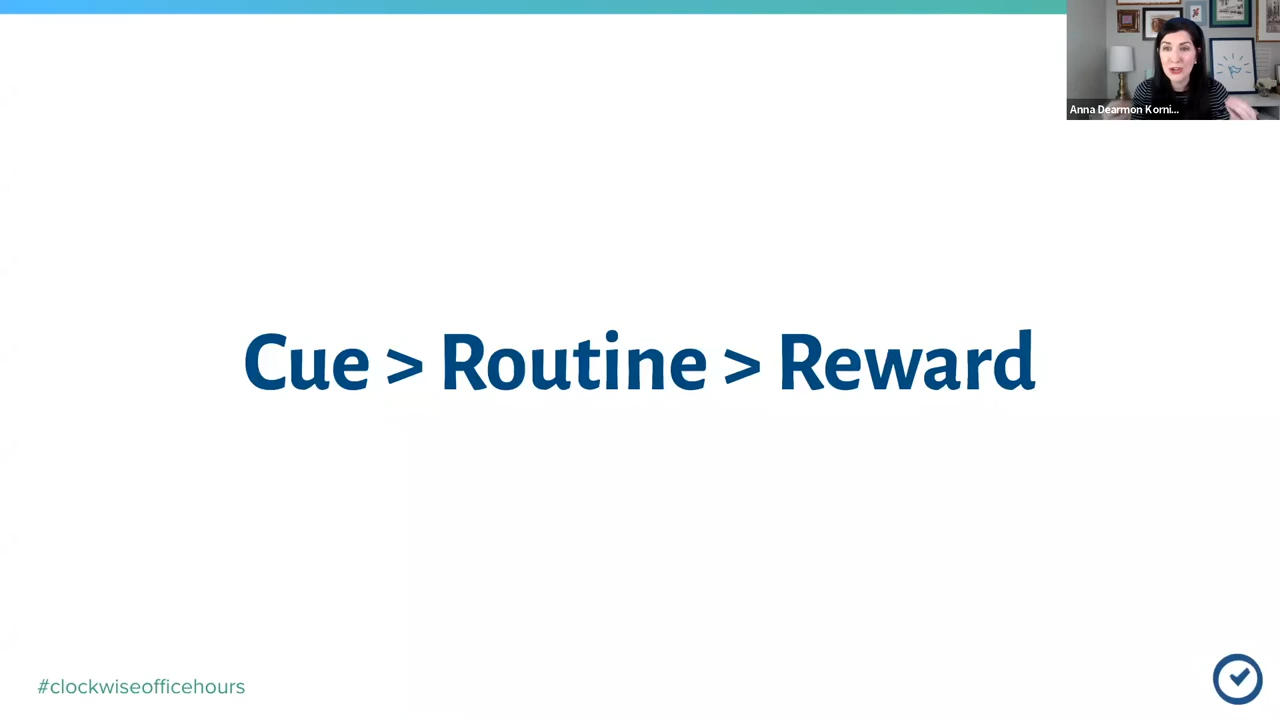 Anna Dearmon Korni...
Cue > Routine > Reward
#clockwiseofficehours